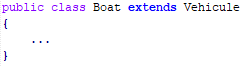 public class Boat extends Vehicule
{
    ...
}